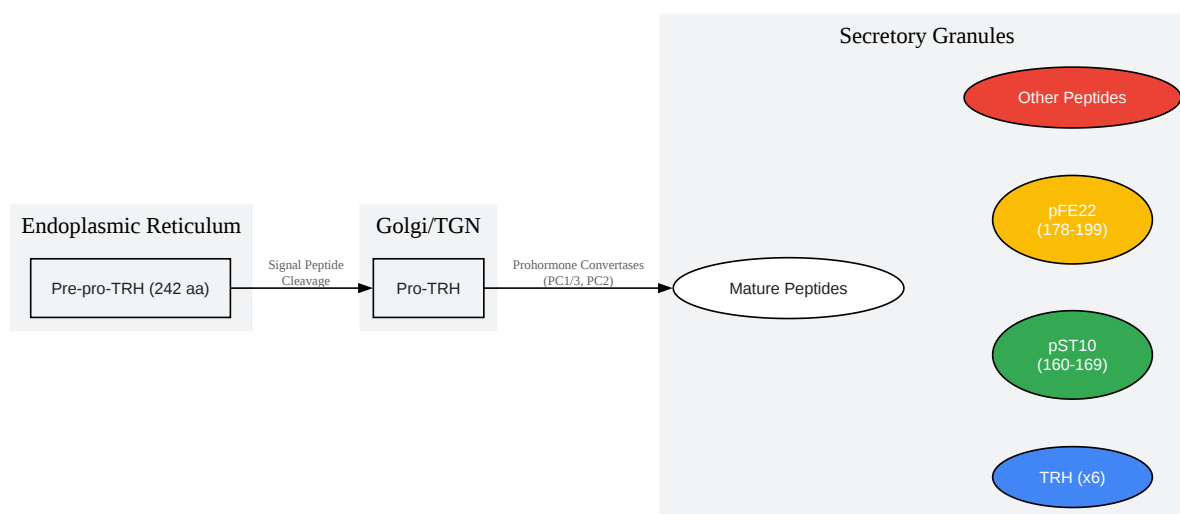 Endoplasmic Reticulum
Pre-pro-TRH (242 aa)
Signal Peptide
Cleavage
Golgi/TGN
Pro-TRH
Prohormone Convertases
(PC1/3, PC2)
Secretory Granules
Mature Peptides
Other Peptides
pFE22
(178-199)
pST10
(160-169)
TRH (x6)